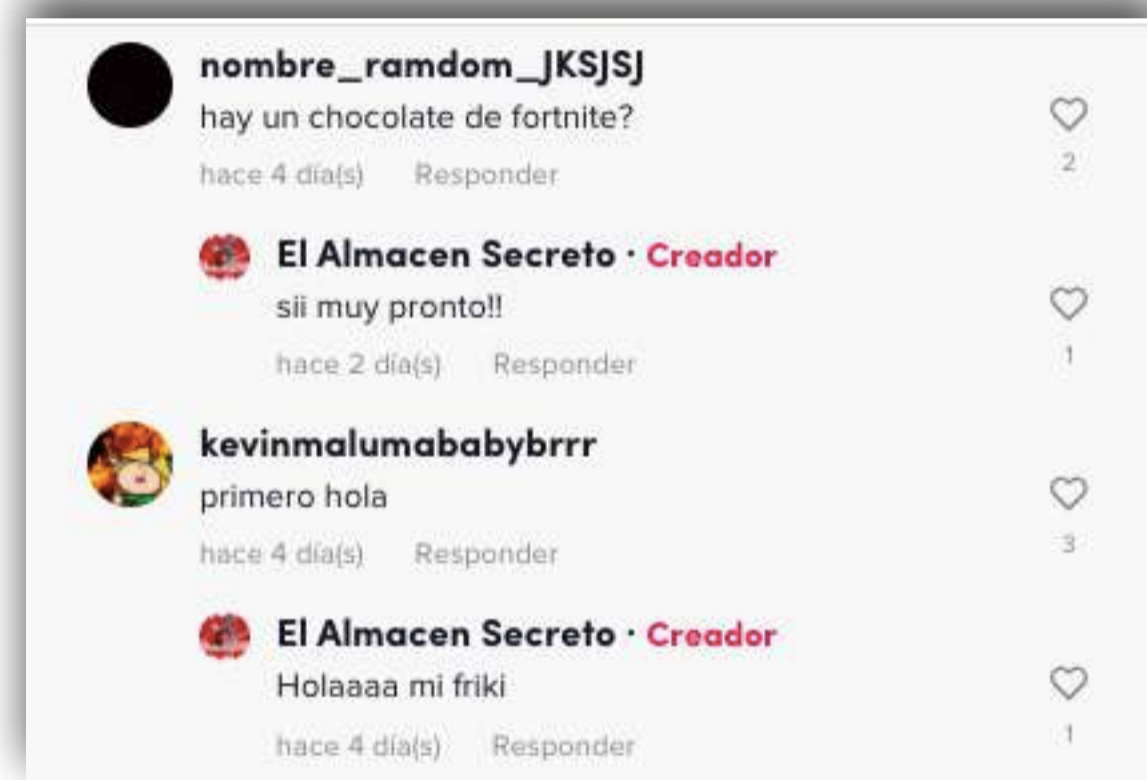 nombre_ramdom_JKSJSJ
hay un chocolate de fortnite?
hace 4 día(s) Responder
2
El Almacen Secreto · Creador
sii muy pronto!!
hace 2 día(s) Responder
1
kevinmalumababybrrr
primero hola
hace 4 día(s) Responder
3
El Almacen Secreto · Creador
Holaaaa mi friki
hace 4 día(s) Responder
1